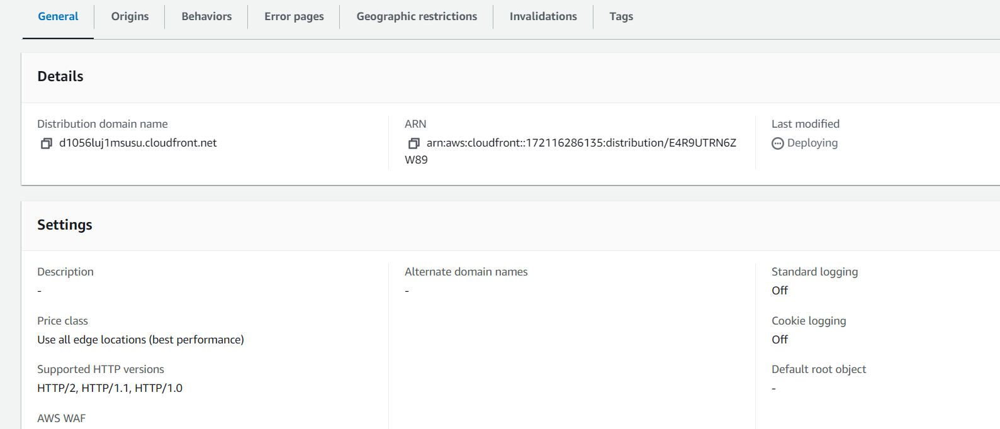 General
Origins
Behaviors
Error pages
Geographic restrictions
Invalidations
Tags
Details
Distribution domain name
d1056luj1msusu.cloudfront.net
ARN
arn:aws:cloudfront::172116286135:distribution/E4R9UTRN6Z
W89
Last modified
Deploying
Settings
Description
-
Price class
Use all edge locations (best performance)
Supported HTTP versions
HTTP/2, HTTP/1.1, HTTP/1.0
AWS WAF
Alternate domain names
-
Standard logging
Off
Cookie logging
Off
Default root object
-